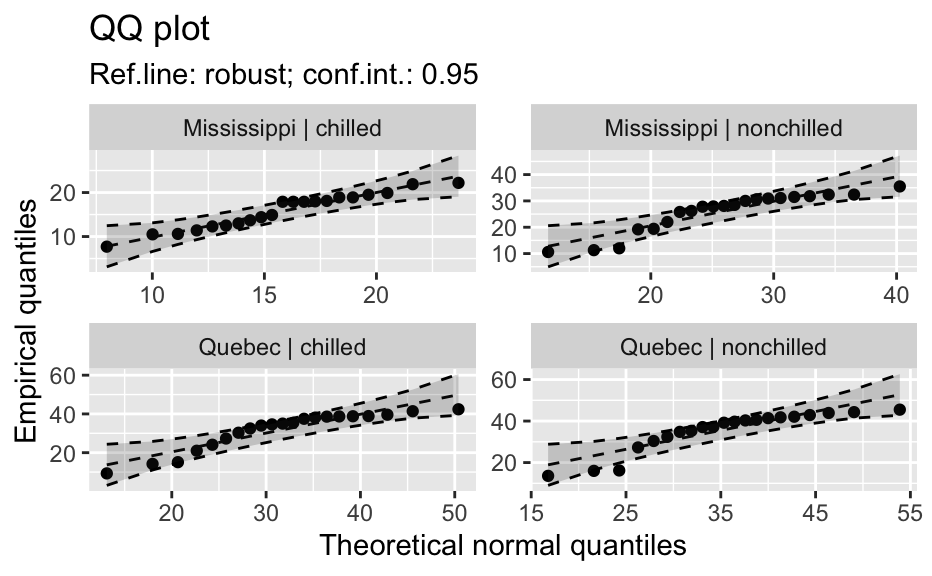 QQ plot
Ref.line: robust; conf.int.: 0.95
Mississippi | chilled
Mississippi | nonchilled
20
10
10 15 20
40
30
20
10
20 30 40
Quebec | chilled
Quebec | nonchilled
60
40
20
20 30 40 50
60
40
20
15 25 35 45 55
Empirical quantiles
Theoretical normal quantiles